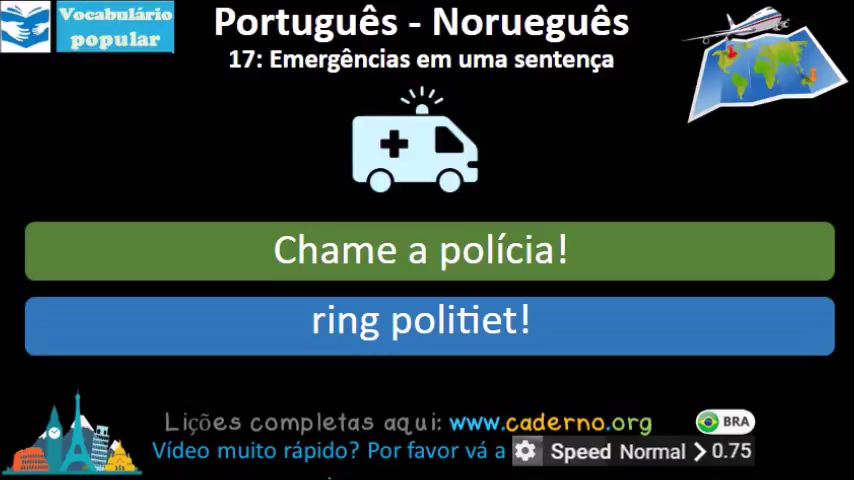 Vocabulário
popular
Português - Norueguês
17: Emergências em uma sentença
Chame a polícia!
ring politiet!
Lições completas aqui: www.caderno.org
BRA
Vídeo muito rápido? Por favor vá a Speed Normal > 0.75